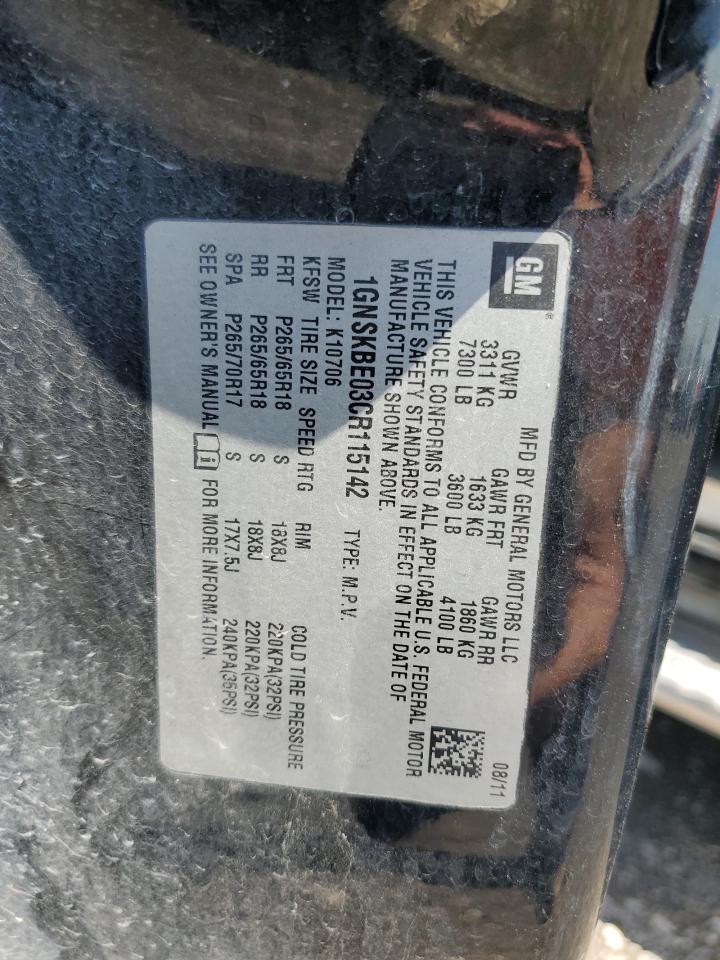 GM
MFD BY GENERAL MOTORS LLC 08/11
GVWR GAWR FRT GAWR RR
3311 KG 1633 KG 1860 KG
7300 LB 3600 LB 4100 LB
THIS VEHICLE CONFORMS TO ALL APPLICABLE U.S. FEDERAL MOTOR
VEHICLE SAFETY STANDARDS IN EFFECT ON THE DATE OF
MANUFACTURE SHOWN ABOVE.
1GNSKBE03CR115142 TYPE: M.P.V.
MODEL: K10706
KFSW TIRE SIZE SPEED RTG RIM COLD TIRE PRESSURE
FRT P265/65R18 S 18X8J 220KPA(32PSI)
RR P265/65R18 S 18X8J 220KPA(32PSI)
SPA P265/70R17 S 17X7.5J 240KPA(35PSI)
SEE OWNER'S MANUAL FOR MORE INFORMATION.